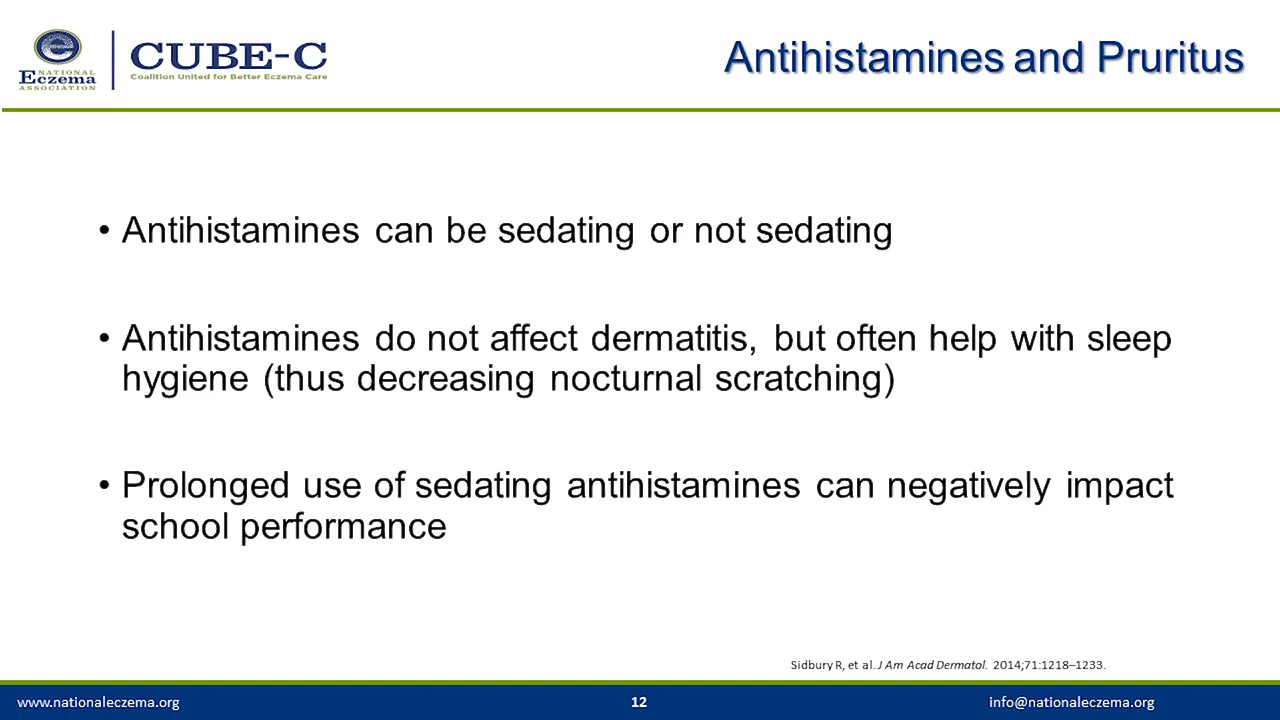 NATIONAL
ECZEMA
ASSOCIATION
CUBE-C
Coalition United for Better Eczema Care
Antihistamines and Pruritus
• Antihistamines can be sedating or not sedating
• Antihistamines do not affect dermatitis, but often help with sleep
hygiene (thus decreasing nocturnal scratching)
• Prolonged use of sedating antihistamines can negatively impact
school performance
Sidbury R, et al. J Am Acad Dermatol. 2014;71:1218–1233.
www.nationaleczema.org
12
info@nationaleczema.org